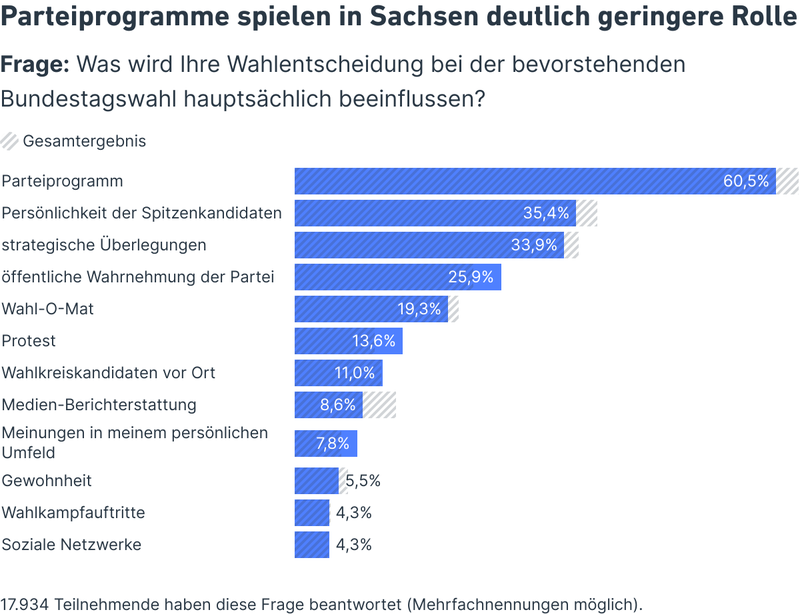 Parteiprogramme spielen in Sachsen deutlich geringere Rolle
Frage: Was wird Ihre Wahlentscheidung bei der bevorstehenden
Bundestagswahl hauptsächlich beeinflussen?
Gesamtergebnis
Parteiprogramm 60,5%
Persönlichkeit der Spitzenkandidaten 35,4%
strategische Überlegungen 33,9%
öffentliche Wahrnehmung der Partei 25,9%
Wahl-O-Mat 19,3%
Protest 13,6%
Wahlkreiskandidaten vor Ort 11,0%
Medien-Berichterstattung 8,6%
Meinungen in meinem persönlichen
Umfeld 7,8%
Gewohnheit 5,5%
Wahlkampfauftritte 4,3%
Soziale Netzwerke 4,3%
17.934 Teilnehmende haben diese Frage beantwortet (Mehrfachnennungen möglich).